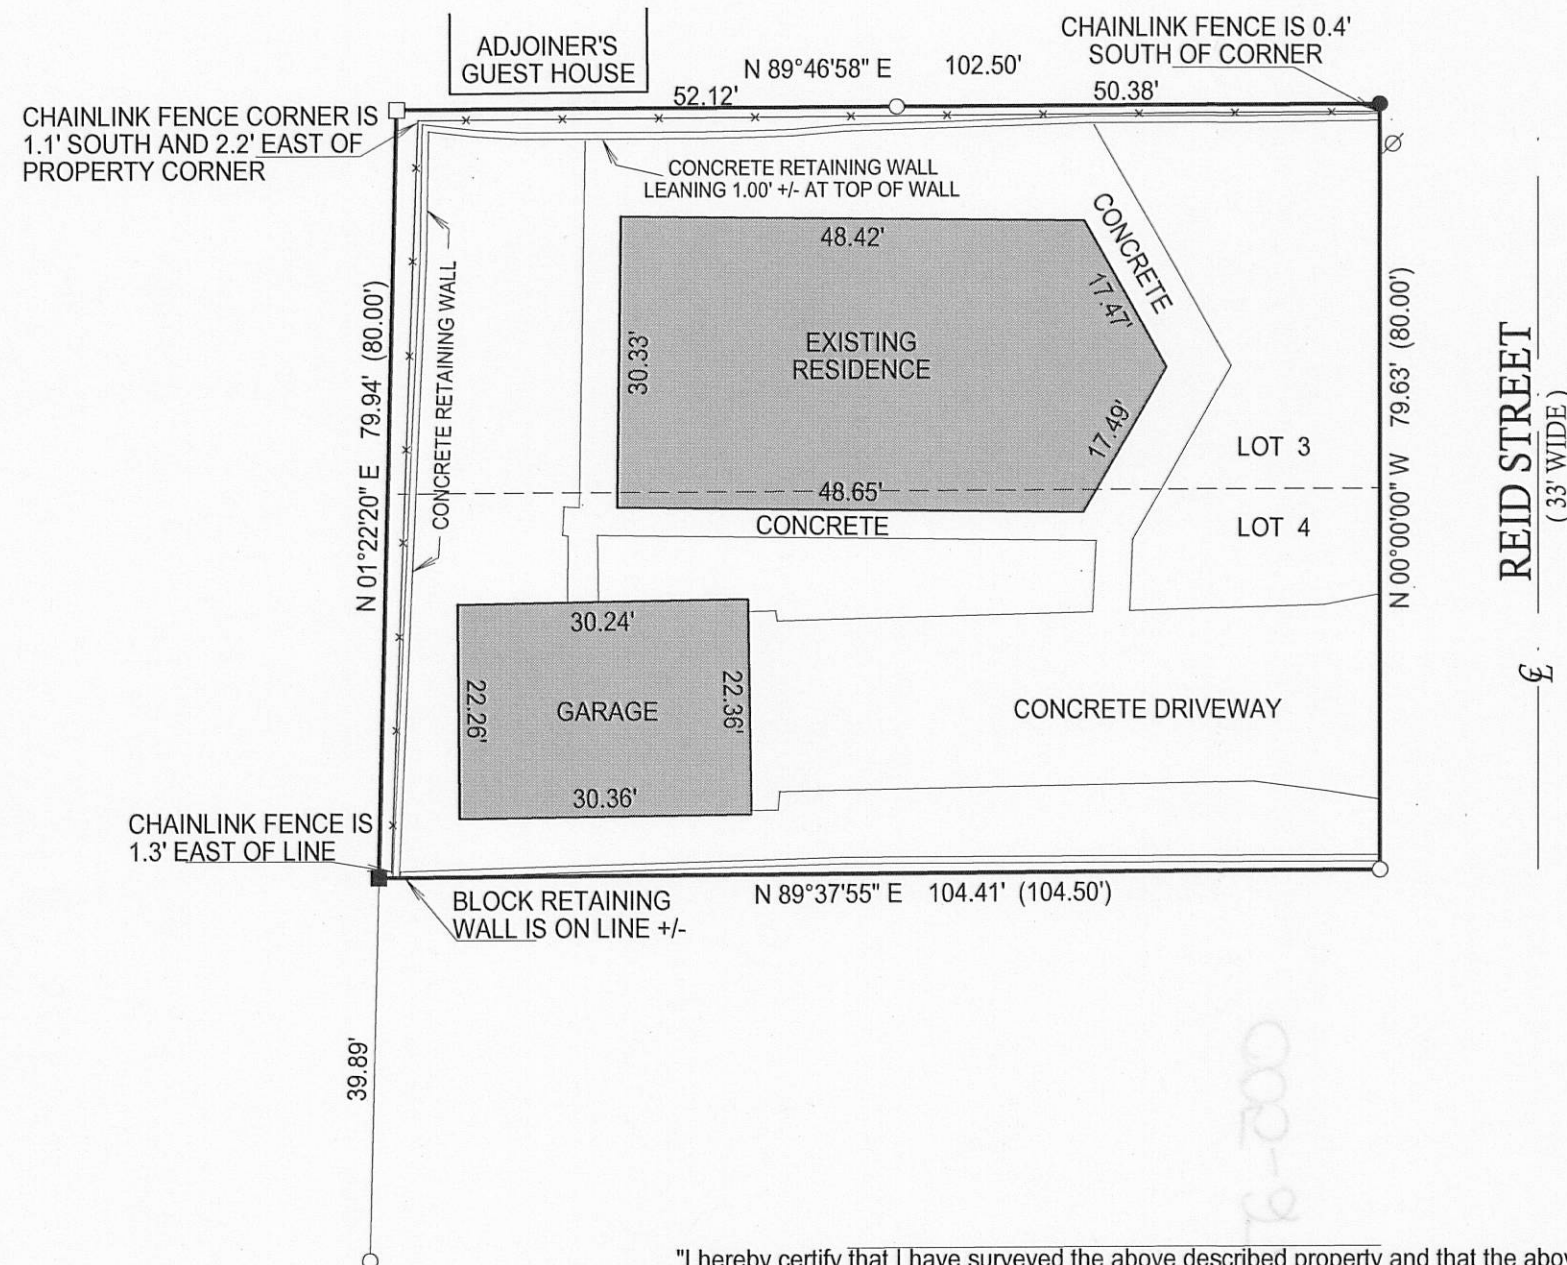 ADJOINER'S
GUEST HOUSE
N 89°46'58" E 102.50'
CHAINLINK FENCE IS 0.4'
SOUTH OF CORNER
52.12'
50.38'
CHAINLINK FENCE CORNER IS
1.1' SOUTH AND 2.2' EAST OF
PROPERTY CORNER
CONCRETE RETAINING WALL
LEANING 1.00' +/- AT TOP OF WALL
CONCRETE
48.42'
17.47'
30.33'
EXISTING
RESIDENCE
17.49'
48.65'
CONCRETE
CONCRETE RETAINING WALL
N 01°22'20" E 79.94' (80.00')
LOT 3
LOT 4
N 00°00'00" W 79.63' (80.00')
REID STREET
( 33' WIDE )
30.24'
22.26'
GARAGE
22.36'
30.36'
CONCRETE DRIVEWAY
CHAINLINK FENCE IS
1.3' EAST OF LINE
BLOCK RETAINING
WALL IS ON LINE +/-
N 89°37'55" E 104.41' (104.50')
39.89'
"I hereby certify that I have surveyed the above described property and that the abov